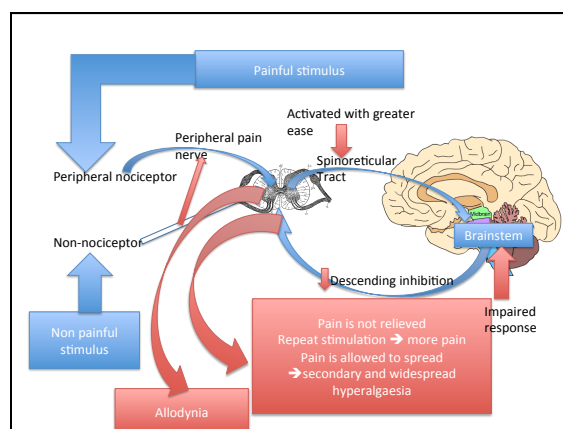 Painful stimulus
Activated with greater
ease
Peripheral pain
nerve
Peripheral nociceptor
Spinoreticular
Tract
Midbrain
Brainstem
Non-nociceptor
Descending inhibition
Impaired
response
Non painful
stimulus
Pain is not relieved
Repeat stimulation ➔ more pain
Pain is allowed to spread
➔secondary and widespread
hyperalgaesia
Allodynia